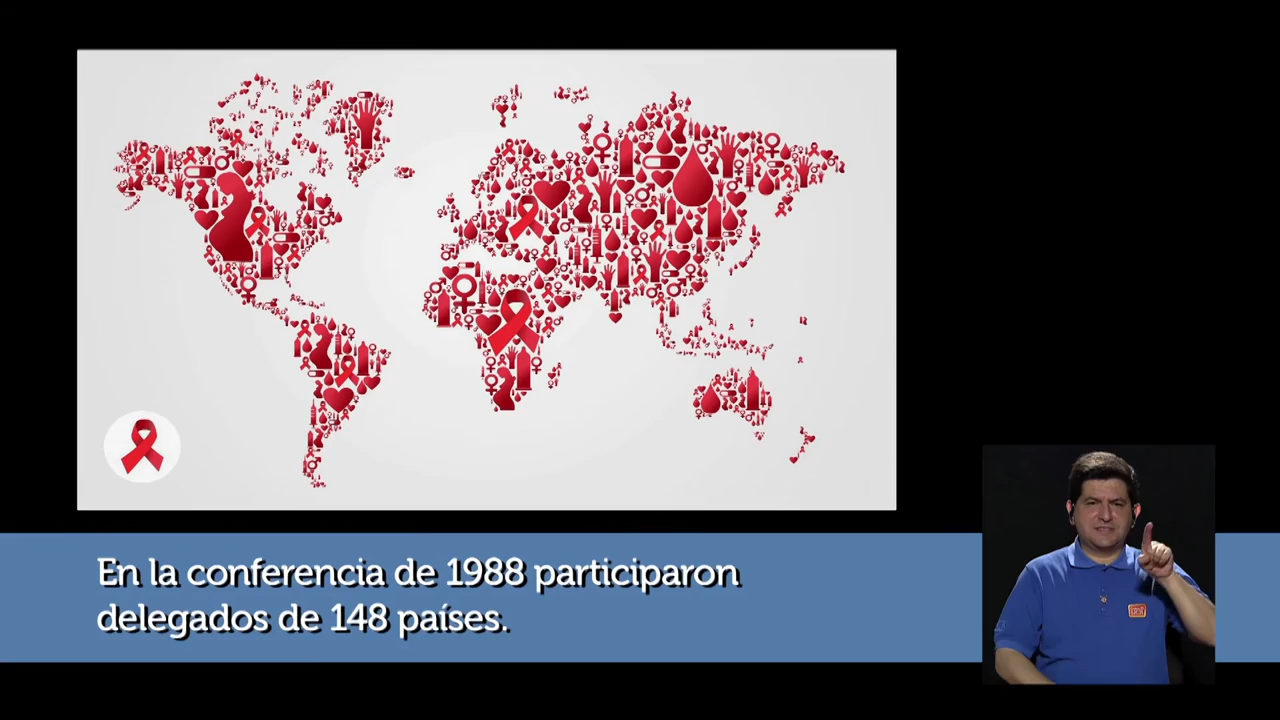 En la conferencia de 1988 participaron
delegados de 148 países.